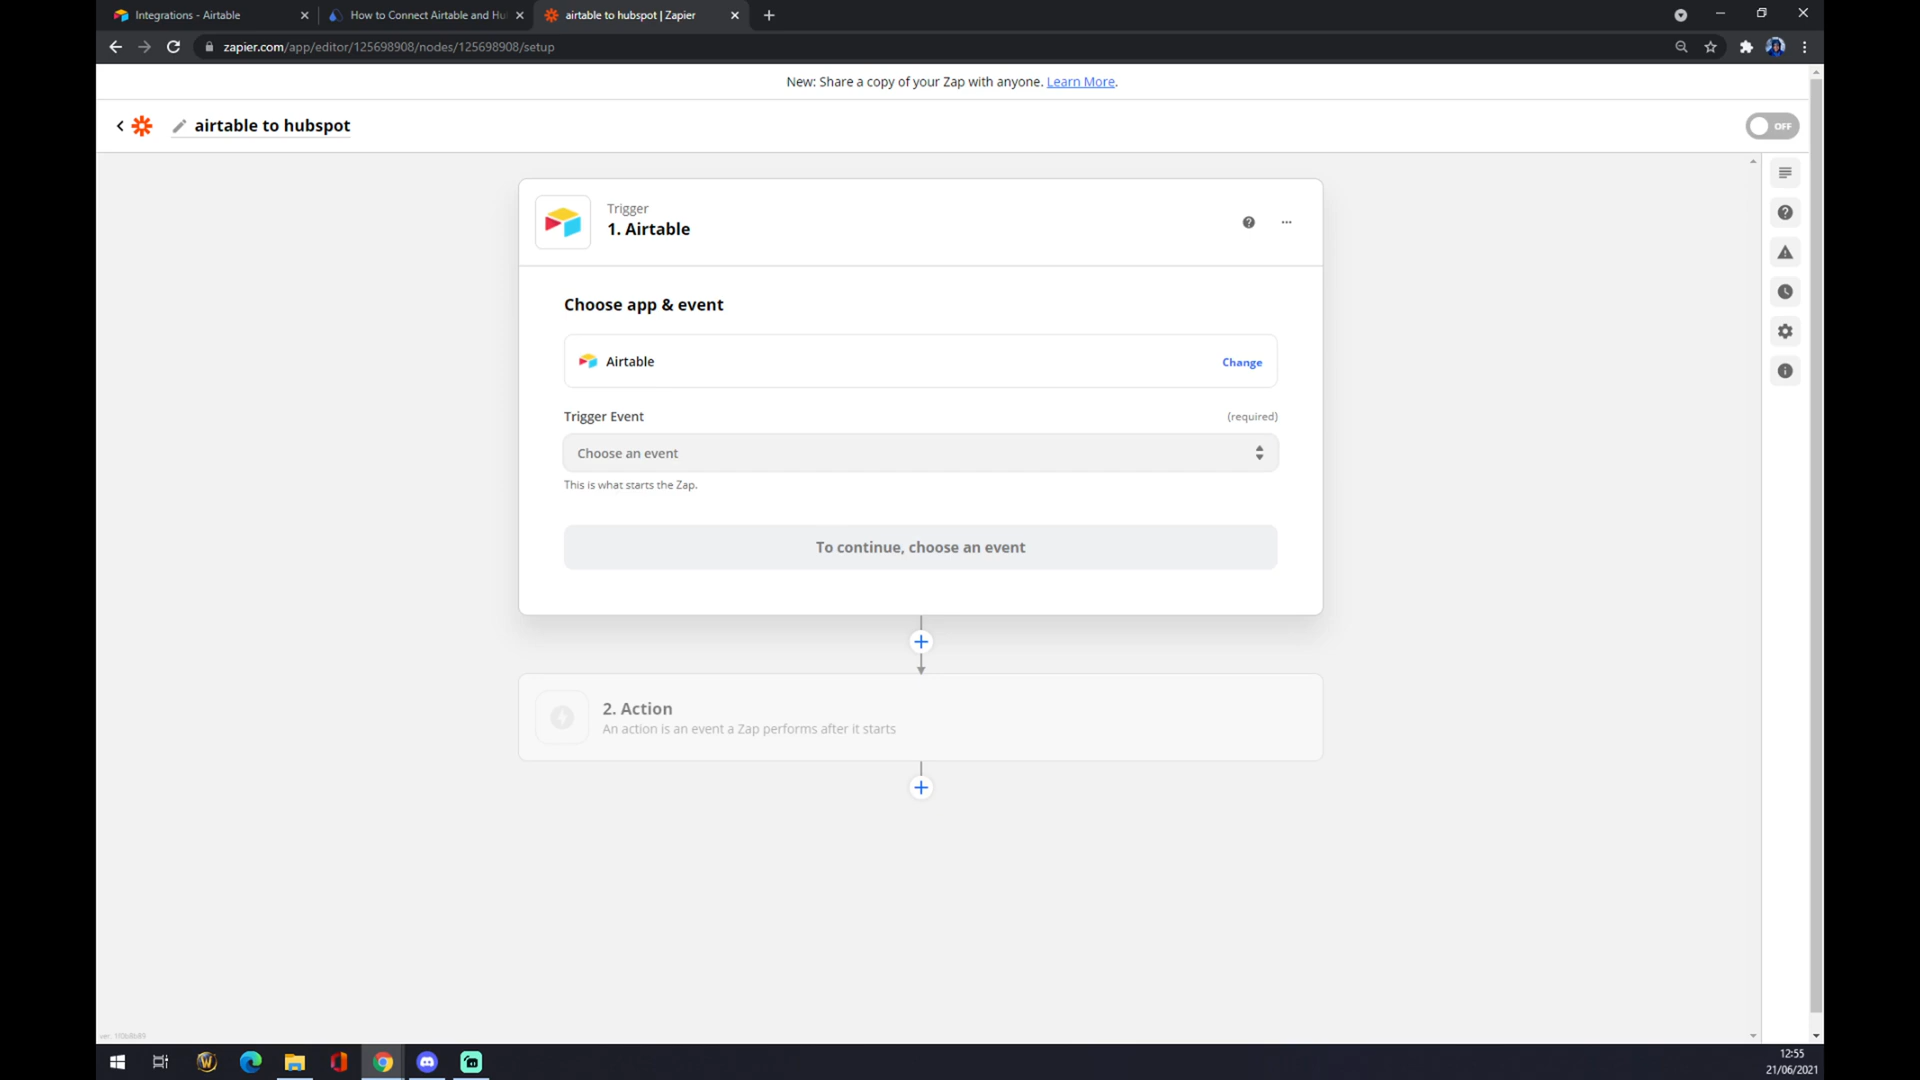 Integrations - Airtable
How to Connect Airtable and Hu
airtable to hubspot | Zapier
zapier.com/app/editor/125698908/nodes/125698908/setup
New: Share a copy of your Zap with anyone. Learn More.
airtable to hubspot
OFF
Trigger
1. Airtable
Choose app & event
Airtable
Change
Trigger Event
(required)
Choose an event
This is what starts the Zap.
To continue, choose an event
2. Action
An action is an event a Zap performs after it starts
12:55
21/06/2021